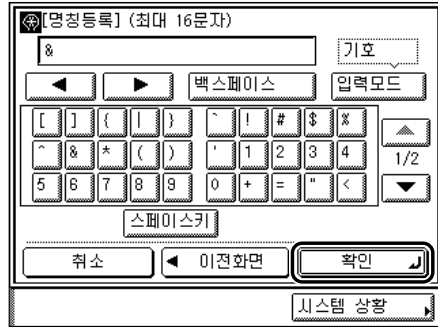 [명칭등록] (최대 16문자)
&
기호
◀ ▶ 백스페이스 입력모드
[ ] { | } ` ! # $ %
^ & * ( ) ' 1 2 3 4
1/2
5 6 7 8 9 0 + = " <
스페이스키
취소 ◀ 이전화면 확인
시스템 상황